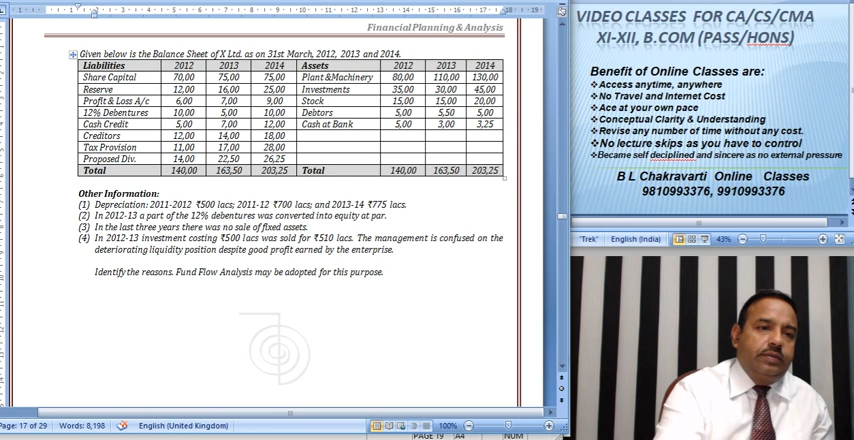 Financial Planning & Analysis
Given below is the Balance Sheet of X Ltd. as on 31st March, 2012, 2013 and 2014.
Liabilities 2012 2013 2014 Assets 2012 2013 2014
Share Capital 70,00 75,00 75,00 Plant &Machinery 80,00 110,00 130,00
Reserve 12,00 16,00 25,00 Investments 35,00 30,00 45,00
Profit & Loss A/c 6,00 7,00 9,00 Stock 15,00 15,00 20,00
12% Debentures 10,00 5,00 10,00 Debtors 5,00 5,50 5,00
Cash Credit 5,00 7,00 12,00 Cash at Bank 5,00 3,00 3,25
Creditors 12,00 14,00 18,00
Tax Provision 11,00 17,00 28,00
Proposed Div. 14,00 22,50 26,25
Total 140,00 163,50 203,25 Total 140,00 163,50 203,25
Other Information:
(1) Depreciation: 2011-2012 ₹500 lacs; 2011-12 ₹700 lacs; and 2013-14 ₹775 lacs.
(2) In 2012-13 a part of the 12% debentures was converted into equity at par.
(3) In the last three years there was no sale of fixed assets.
(4) In 2012-13 investment costing ₹500 lacs was sold for ₹510 lacs. The management is confused on the
deteriorating liquidity position despite good profit earned by the enterprise.
Identify the reasons. Fund Flow Analysis may be adopted for this purpose.
Page: 17 of 29 Words: 8,198 English (United Kingdom) 100%
PAGE 19 A4 NUM
VIDEO CLASSES FOR CA/CS/CMA
XI-XII, B.COM (PASS/HONS)
Benefit of Online Classes are:
❖Access anytime, anywhere
❖No Travel and Internet Cost
❖Ace at your own pace
❖Conceptual Clarity & Understanding
❖Revise any number of time without any cost.
❖No lecture skips as you have to control
❖Became self deciplined and sincere as no external pressure
B L Chakravarti Online Classes
9810993376, 9910993376
"Trek" English (India) 43%